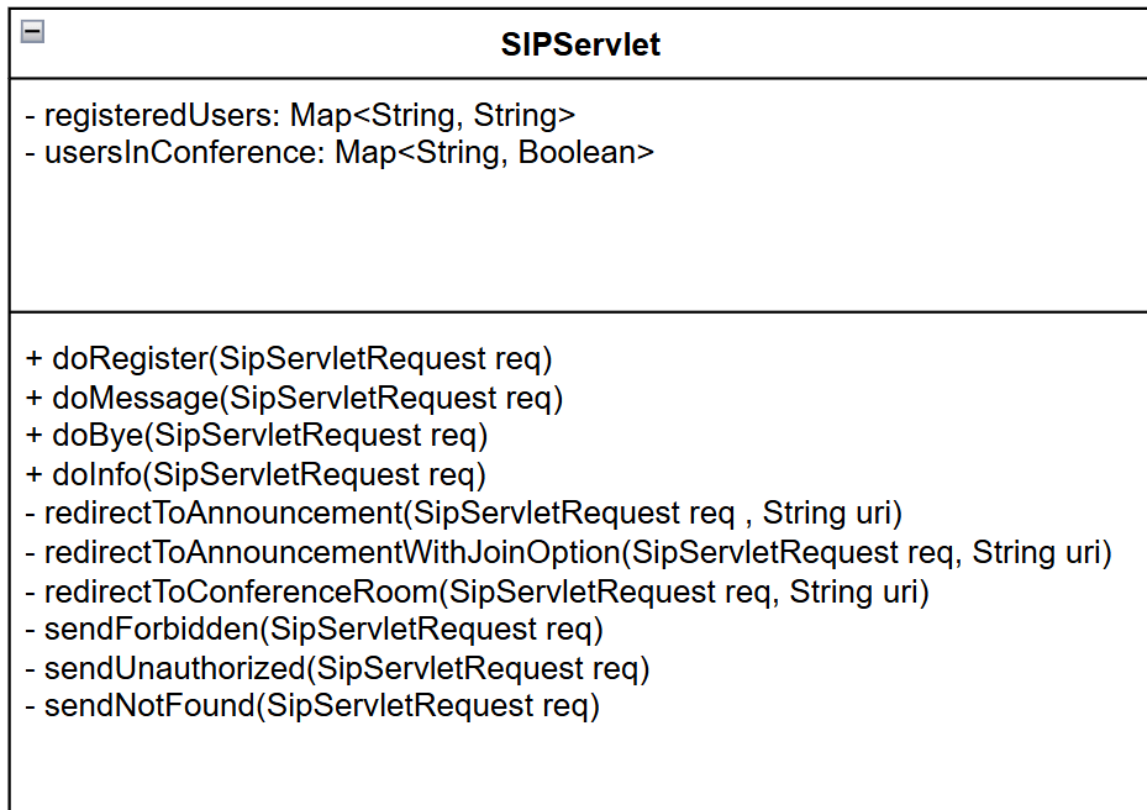 SIPServlet
- registeredUsers: Map<String, String>
- usersInConference: Map<String, Boolean>
+ doRegister(SipServletRequest req)
+ doMessage(SipServletRequest req)
+ doBye(SipServletRequest req)
+ doInfo(SipServletRequest req)
- redirectToAnnouncement(SipServletRequest req , String uri)
- redirectToAnnouncementWithJoinOption(SipServletRequest req, String uri)
- redirectToConferenceRoom(SipServletRequest req, String uri)
- sendForbidden(SipServletRequest req)
- sendUnauthorized(SipServletRequest req)
- sendNotFound(SipServletRequest req)